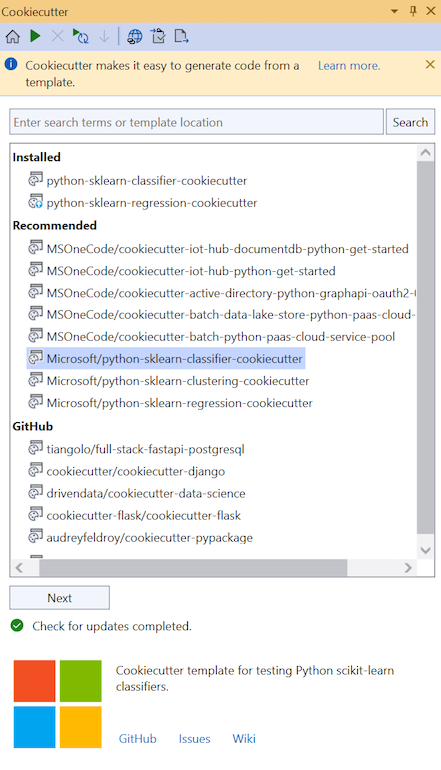 Cookiecutter
Cookiecutter makes it easy to generate code from a
template.
Learn more.
Enter search terms or template location
Search
Installed
python-sklearn-classifier-cookiecutter
python-sklearn-regression-cookiecutter
Recommended
MSOneCode/cookiecutter-iot-hub-documentdb-python-get-started
MSOneCode/cookiecutter-iot-hub-python-get-started
MSOneCode/cookiecutter-active-directory-python-graphapi-oauth2-
MSOneCode/cookiecutter-batch-data-lake-store-python-paas-cloud-
MSOneCode/cookiecutter-batch-python-paas-cloud-service-pool
Microsoft/python-sklearn-classifier-cookiecutter
Microsoft/python-sklearn-clustering-cookiecutter
Microsoft/python-sklearn-regression-cookiecutter
GitHub
tiangolo/full-stack-fastapi-postgresql
cookiecutter/cookiecutter-django
drivendata/cookiecutter-data-science
cookiecutter-flask/cookiecutter-flask
audreyfeldroy/cookiecutter-pypackage
Next
Check for updates completed.
Cookiecutter template for testing Python scikit-learn
classifiers.
GitHub Issues Wiki